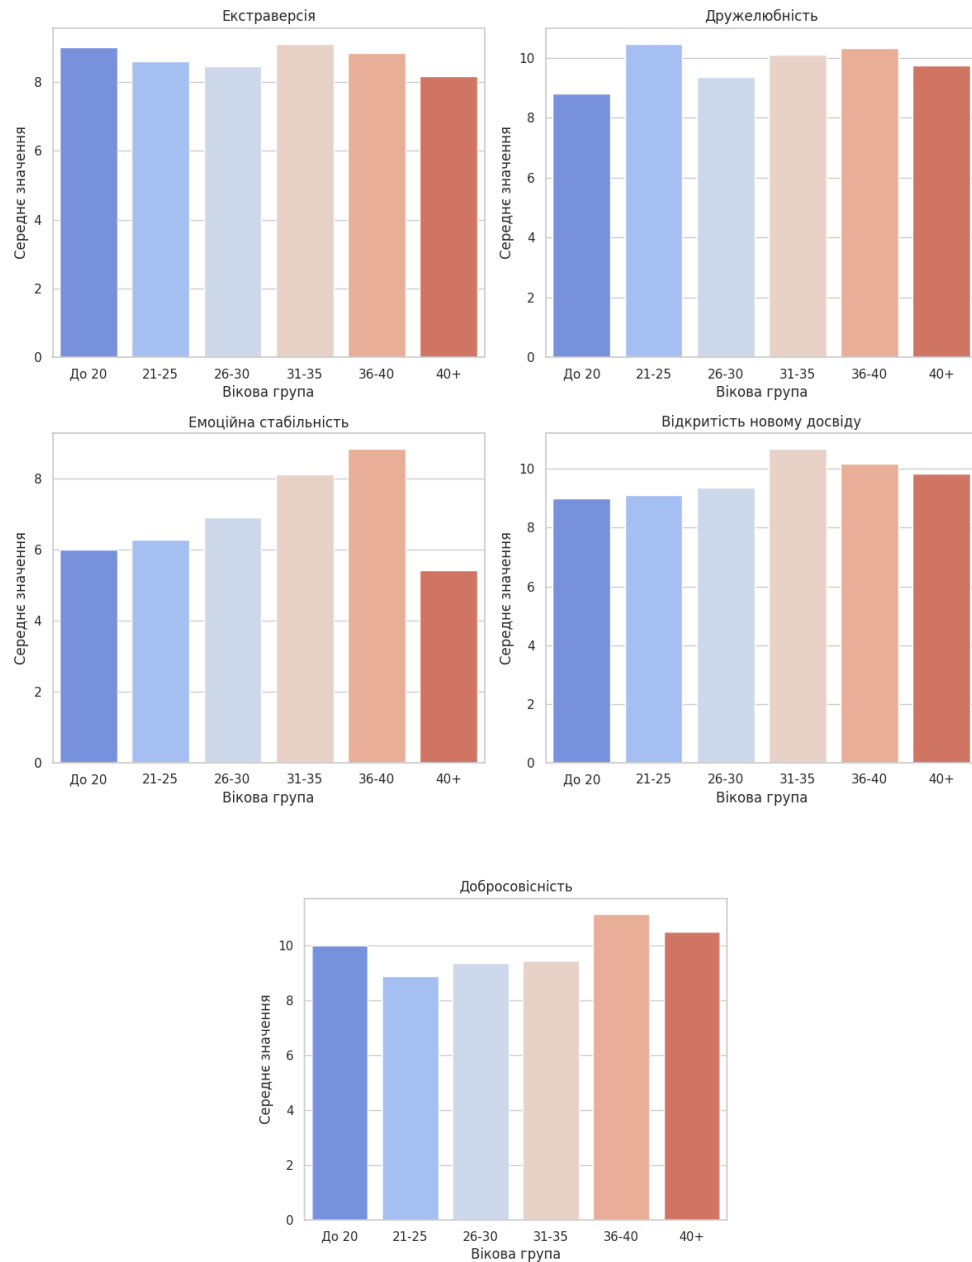 Екстраверсія
Середнє значення
8
6
4
2
0
До 20 21-25 26-30 31-35 36-40 40+
Вікова група
Дружелюбність
Середнє значення
10
8
6
4
2
0
До 20 21-25 26-30 31-35 36-40 40+
Вікова група
Емоційна стабільність
Середнє значення
8
6
4
2
0
До 20 21-25 26-30 31-35 36-40 40+
Вікова група
Відкритість новому досвіду
Середнє значення
10
8
6
4
2
0
До 20 21-25 26-30 31-35 36-40 40+
Вікова група
Добросовісність
Середнє значення
10
8
6
4
2
0
До 20 21-25 26-30 31-35 36-40 40+
Вікова група